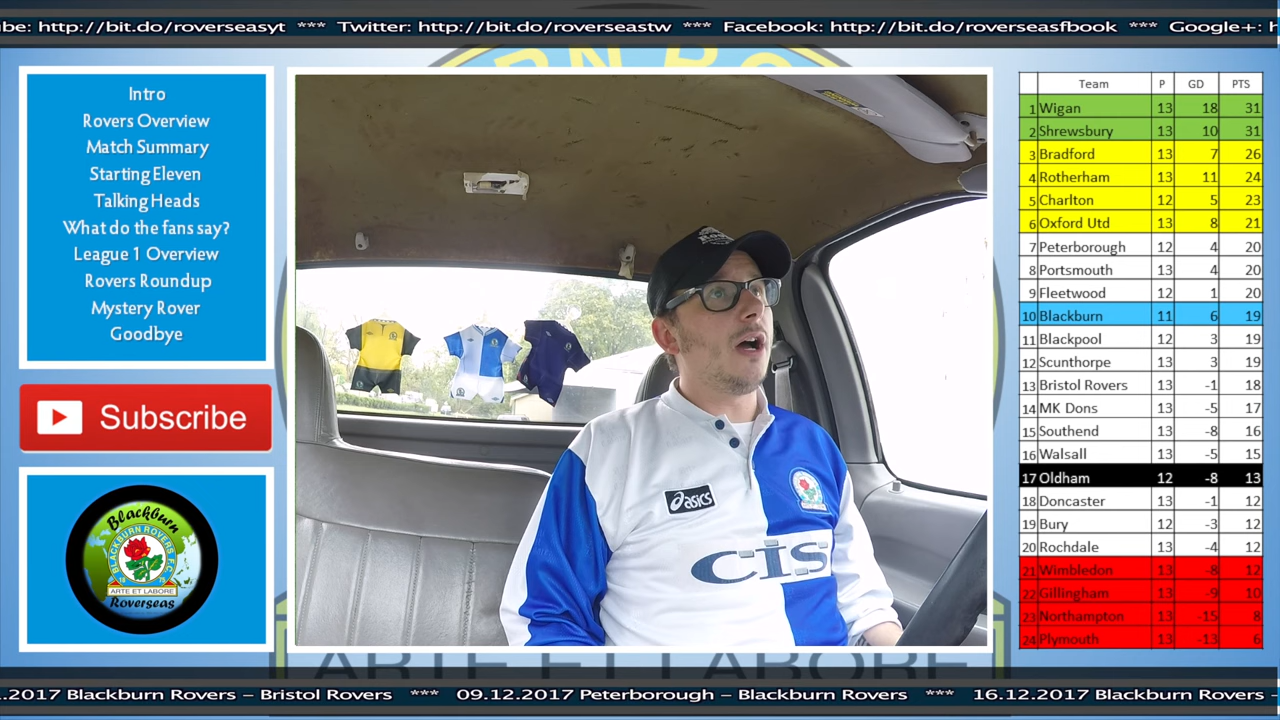 be: http://bit.do/roverseasyt *** Twitter: http://bit.do/roverseastw *** Facebook: http://bit.do/roverseasfbook *** Google+: h
Intro
Rovers Overview
Match Summary
Starting Eleven
Talking Heads
What do the fans say?
League 1 Overview
Rovers Roundup
Mystery Rover
Goodbye
Subscribe
Blackburn
BLACKBURN ROVERS F.C.
18 75
ARTE ET LABORE
Roverseas
asics
CIS
Team P GD PTS
1 Wigan 13 18 31
2 Shrewsbury 13 10 31
3 Bradford 13 7 26
4 Rotherham 13 11 24
5 Charlton 12 5 23
6 Oxford Utd 13 8 21
7 Peterborough 12 4 20
8 Portsmouth 13 4 20
9 Fleetwood 12 1 20
10 Blackburn 11 6 19
11 Blackpool 12 3 19
12 Scunthorpe 13 3 19
13 Bristol Rovers 13 -1 18
14 MK Dons 13 -5 17
15 Southend 13 -8 16
16 Walsall 13 -5 15
17 Oldham 12 -8 13
18 Doncaster 13 -1 12
19 Bury 12 -3 12
20 Rochdale 13 -4 12
21 Wimbledon 13 -8 12
22 Gillingham 13 -9 10
23 Northampton 13 -15 8
24 Plymouth 13 -13 6
ARTE ET LABORE
.2017 Blackburn Rovers – Bristol Rovers *** 09.12.2017 Peterborough – Blackburn Rovers *** 16.12.2017 Blackburn Rovers –